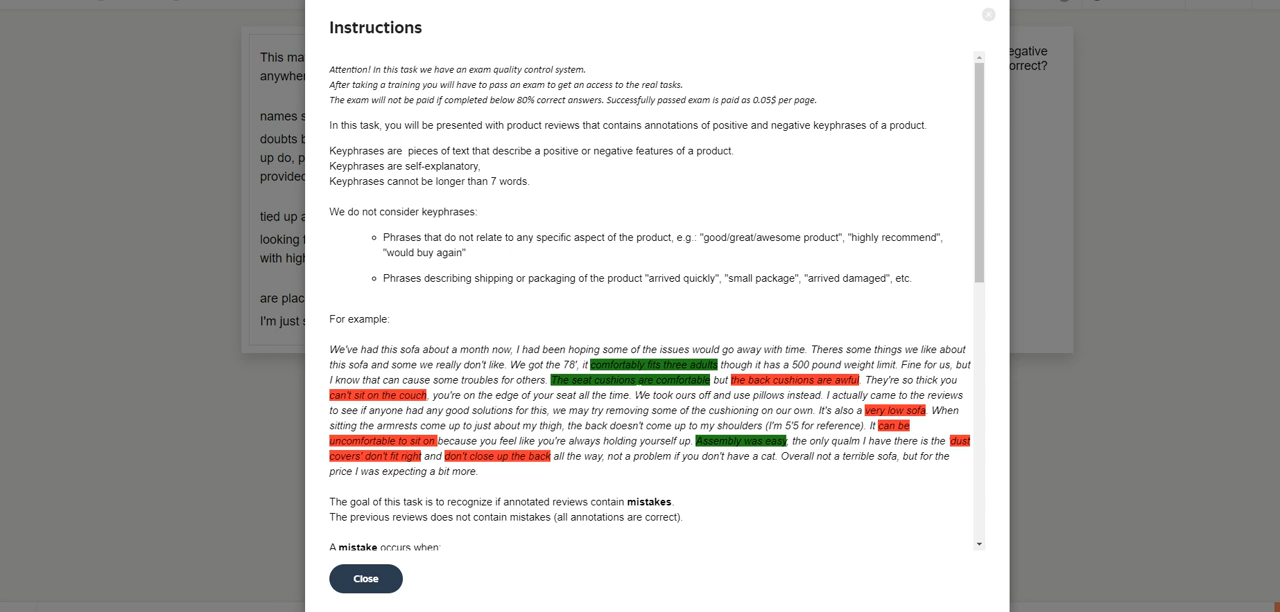 Instructions
Attention! In this task we have an exam quality control system.
After taking a training you will have to pass an exam to get an access to the real tasks.
The exam will not be paid if completed below 80% correct answers. Successfully passed exam is paid as 0.05$ per page.
In this task, you will be presented with product reviews that contains annotations of positive and negative keyphrases of a product.
Keyphrases are pieces of text that describe a positive or negative features of a product.
Keyphrases are self-explanatory,
Keyphrases cannot be longer than 7 words.
We do not consider keyphrases:
Phrases that do not relate to any specific aspect of the product, e.g.: "good/great/awesome product", "highly recommend",
"would buy again"
Phrases describing shipping or packaging of the product "arrived quickly", "small package", "arrived damaged", etc.
For example:
We've had this sofa about a month now, I had been hoping some of the issues would go away with time. Theres some things we like about
this sofa and some we really don't like. We got the 78', it comfortably fits three adults though it has a 500 pound weight limit. Fine for us, but
I know that can cause some troubles for others. The seat cushions are comfortable but the back cushions are awful. They're so thick you
can't sit on the couch, you're on the edge of your seat all the time. We took ours off and use pillows instead. I actually came to the reviews
to see if anyone had any good solutions for this, we may try removing some of the cushioning on our own. It's also a very low sofa. When
sitting the armrests come up to just about my thigh, the back doesn't come up to my shoulders (I'm 5'5 for reference). It can be
uncomfortable to sit on because you feel like you're always holding yourself up. Assembly was easy, the only qualm I have there is the dust
covers' don't fit right and don't close up the back all the way, not a problem if you don't have a cat. Overall not a terrible sofa, but for the
price I was expecting a bit more.
The goal of this task is to recognize if annotated reviews contain mistakes.
The previous reviews does not contain mistakes (all annotations are correct).
A mistake occurs when:
Close
This
names
doubts
up do,
provided
tied up
looking
with
are
I'm just